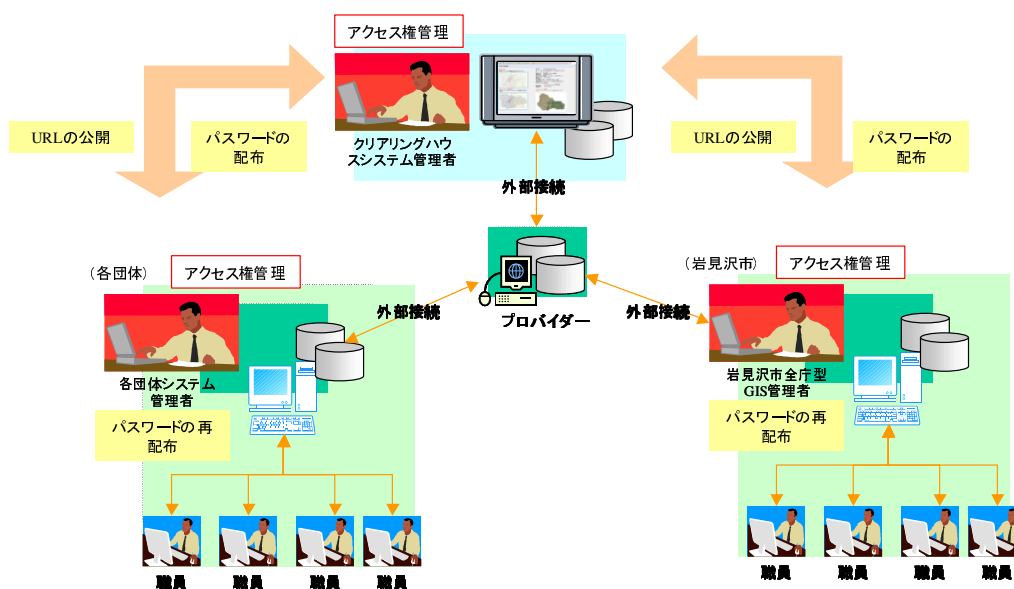 アクセス権管理
URLの公開
パスワードの
配布
クリアリングハウ
スシステム管理者
URLの公開
パスワードの
配布
外部接続
(各団体)
アクセス権管理
外部接続
プロバイダー
外部接続
(岩見沢市)
アクセス権管理
各団体システム
管理者
パスワードの再
配布
岩見沢市全庁型
GIS管理者
パスワードの再
配布
職員
職員
職員
職員
職員
職員
職員
職員